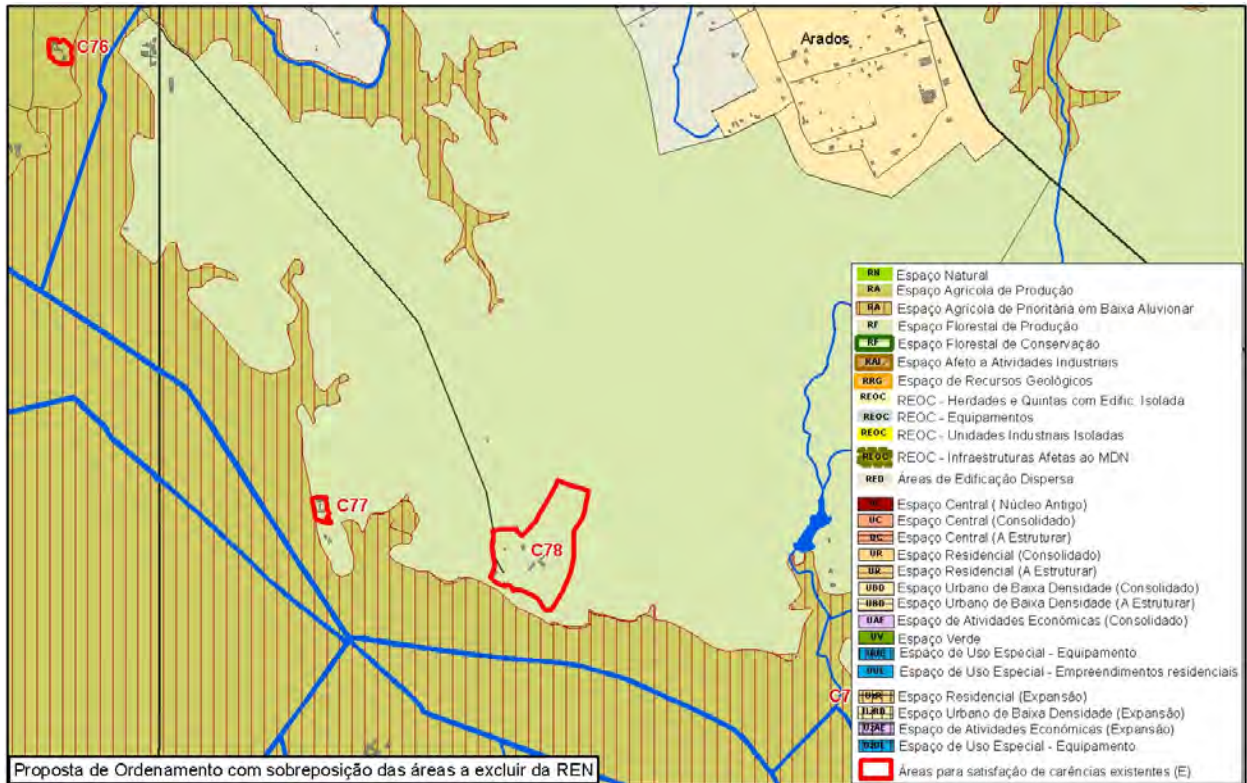 C76
Arados
C77
C78
C7
RN Espaço Natural
RA Espaço Agrícola de Produção
RA Espaço Agrícola de Prioritária em Baixa Aluvionar
RF Espaço Florestal de Produção
RF Espaço Florestal de Conservação
RAI Espaço Afeto a Atividades Industriais
RRG Espaço de Recursos Geológicos
REOC REOC - Herdades e Quintas com Edific. Isolada
REOC REOC - Equipamentos
REOC REOC - Unidades Industriais Isoladas
REOC REOC - Infraestruturas Afetas ao MDN
RED Áreas de Edificação Dispersa
Espaço Central ( Núcleo Antigo)
UC Espaço Central (Consolidado)
UC Espaço Central (A Estruturar)
UR Espaço Residencial (Consolidado)
UR Espaço Residencial (A Estruturar)
UBD Espaço Urbano de Baixa Densidade (Consolidado)
UBD Espaço Urbano de Baixa Densidade (A Estruturar)
UAE Espaço de Atividades Económicas (Consolidado)
UV Espaço Verde
Espaço de Uso Especial - Equipamento
Espaço de Uso Especial - Empreendimentos residenciais
Espaço Residencial (Expansão)
Espaço Urbano de Baixa Densidade (Expansão)
Espaço de Atividades Económicas (Expansão)
Espaço de Uso Especial - Equipamento
Áreas para satisfação de carências existentes (E)
Proposta de Ordenamento com sobreposição das áreas a excluir da REN